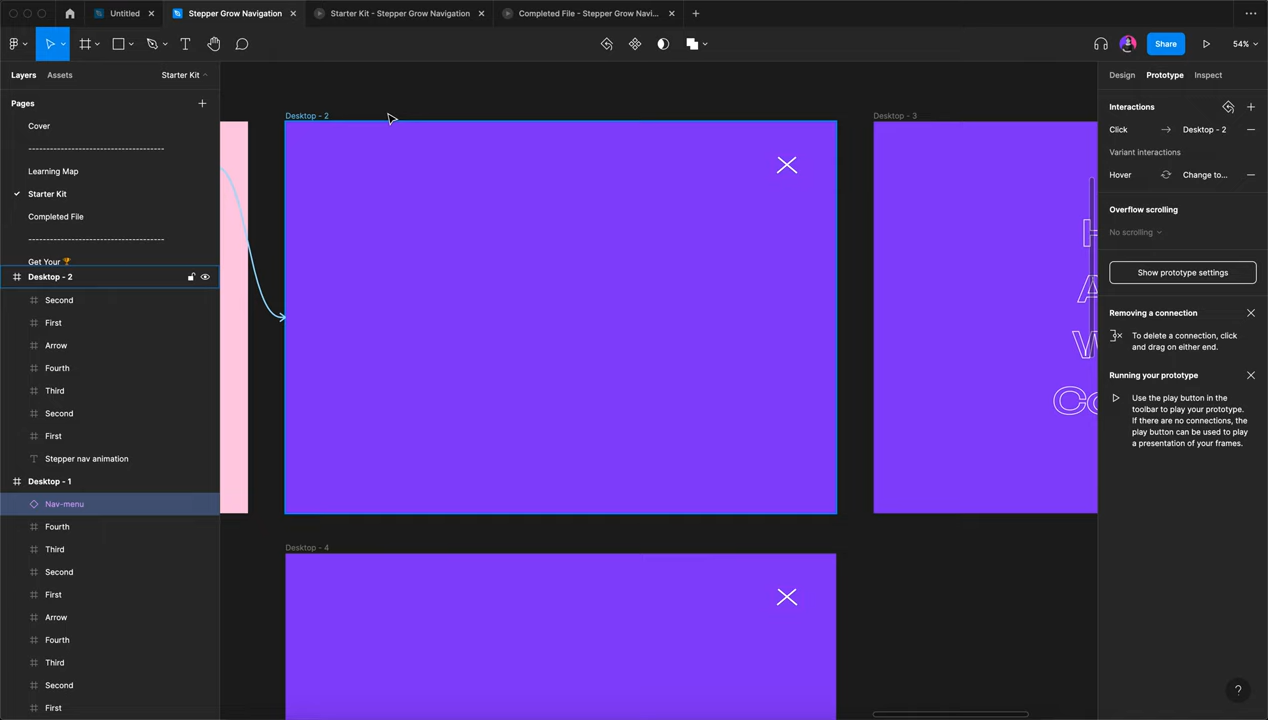 Untitled
Stepper Grow Navigation
Starter Kit - Stepper Grow Navigation
Completed File - Stepper Grow Navi...
Share
54%
Layers
Assets
Starter Kit
Design
Prototype
Inspect
Pages
Cover
--------------------------------------
Learning Map
Starter Kit
Completed File
--------------------------------------
Get Your 🏆
Desktop - 2
Second
First
Arrow
Fourth
Third
Second
First
Stepper nav animation
Desktop - 1
Nav-menu
Fourth
Third
Second
First
Arrow
Fourth
Third
Second
First
Desktop - 2
Desktop - 3
H
A
W
Co
Desktop - 4
Interactions
Click
Desktop - 2
Variant interactions
Hover
Change to...
Overflow scrolling
No scrolling
Show prototype settings
Removing a connection
To delete a connection, click
and drag on either end.
Running your prototype
Use the play button in the
toolbar to play your prototype.
If there are no connections, the
play button can be used to play
a presentation of your frames.
?